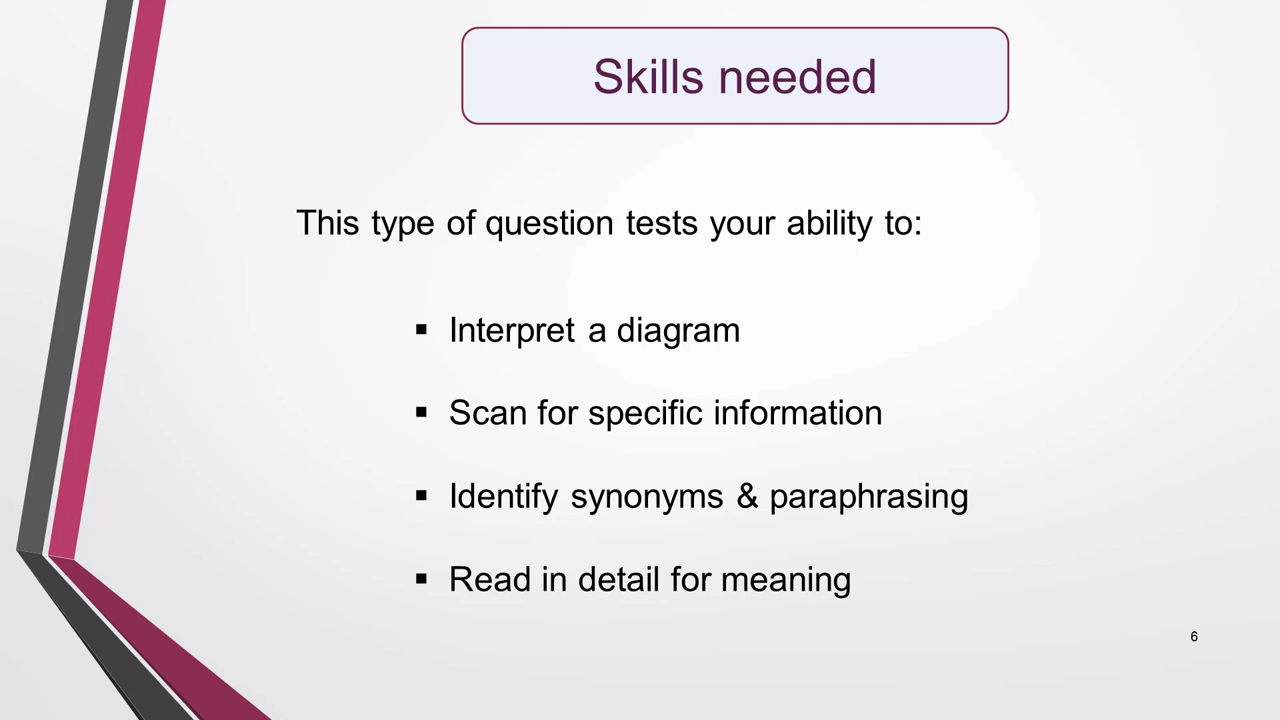 Skills needed
This type of question tests your ability to:
▪ Interpret a diagram
▪ Scan for specific information
▪ Identify synonyms & paraphrasing
▪ Read in detail for meaning
6